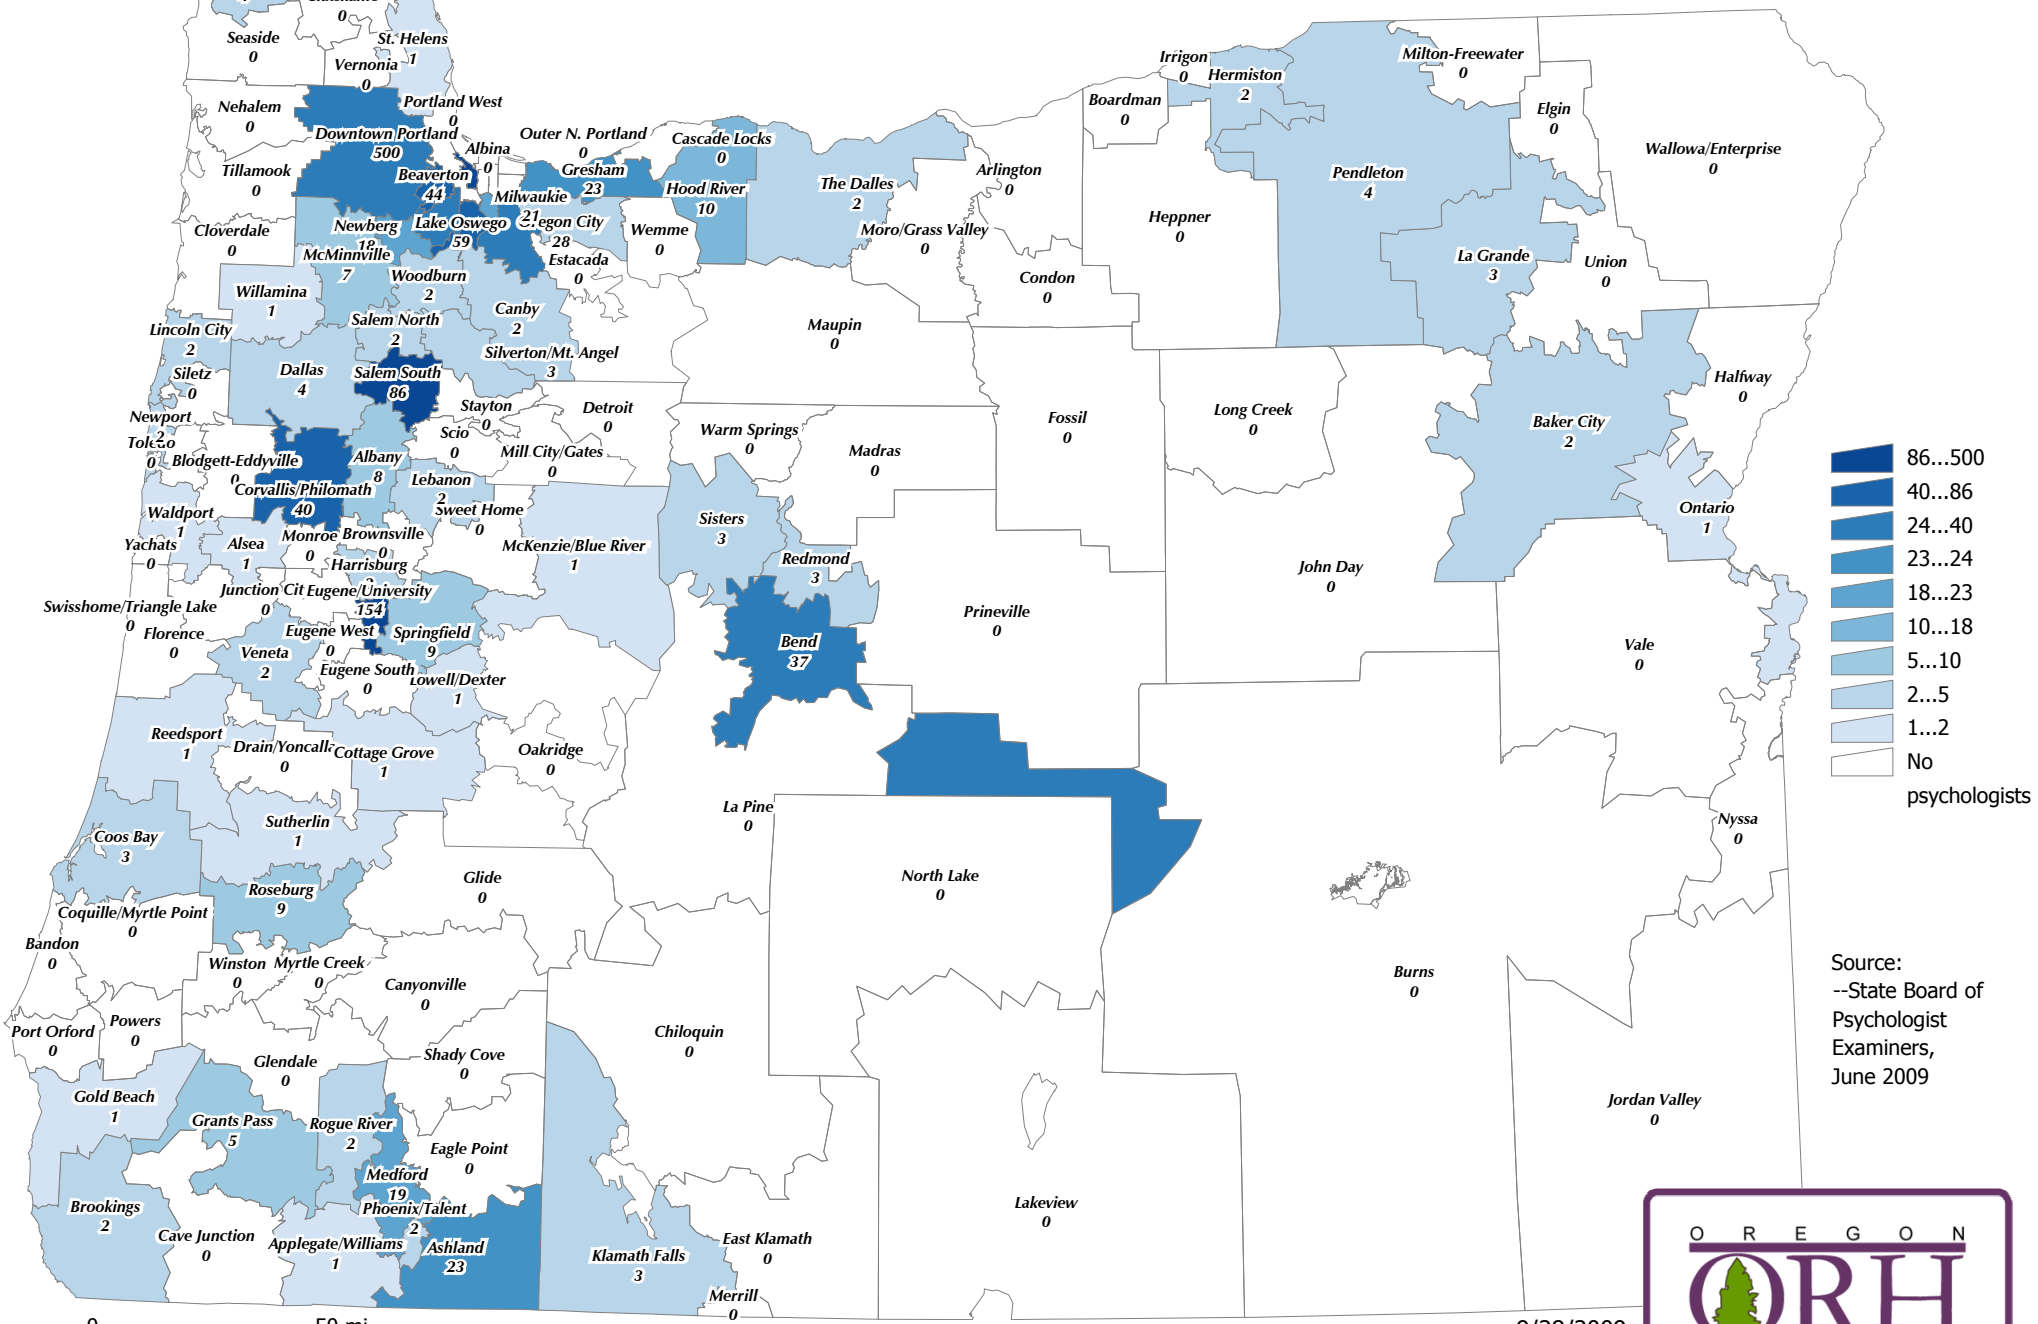 0
Seaside
0
St. Helens
1
Vernonia
0
Nehalem
0
Portland West
0
Downtown Portland
500
Albina
0
Outer N. Portland
0
Cascade Locks
0
Irrigon
0
Hermiston
2
Milton-Freewater
0
Boardman
0
Elgin
0
Wallowa/Enterprise
0
Tillamook
0
Beaverton
44
Gresham
23
Milwaukie
21
Hood River
10
The Dalles
2
Arlington
0
Pendleton
4
Cloverdale
0
Newberg
18
Lake Oswego
59
28
Wemme
0
Moro/Grass Valley
0
Heppner
0
McMinnville
7
Woodburn
2
Estacada
0
Condon
0
La Grande
3
Union
0
Willamina
1
Canby
2
Lincoln City
2
Salem North
2
Maupin
0
Silverton/Mt. Angel
3
Siletz
0
Dallas
4
Salem South
86
Halfway
0
Newport
2
Stayton
0
Detroit
0
Fossil
0
Long Creek
0
Baker City
2
0
Scio
0
Warm Springs
0
Madras
0
Blodgett-Eddyville
0
Albany
8
Mill City/Gates
0
Lebanon
2
Corvallis/Philomath
40
Sweet Home
0
Waldport
1
Sisters
3
Ontario
1
Yachats
0
Alsea
1
Monroe
0
Brownsville
0
McKenzie/Blue River
1
Redmond
3
John Day
0
Harrisburg
Eugene/University
154
0
Swisshome/Triangle Lake
0
Florence
0
Eugene West
0
Springfield
9
Prineville
0
Bend
37
Vale
0
Veneta
2
Eugene South
0
Lowell/Dexter
1
Reedsport
1
0
Cottage Grove
1
Oakridge
0
La Pine
0
Nyssa
0
Coos Bay
3
Sutherlin
1
Roseburg
9
Glide
0
North Lake
0
Coquille/Myrtle Point
0
Bandon
0
Winston
0
Myrtle Creek
0
Canyonville
0
Burns
0
Port Orford
0
Powers
0
Chiloquin
0
Glendale
0
Shady Cove
0
Gold Beach
1
Grants Pass
5
Rogue River
2
Eagle Point
0
Jordan Valley
0
Medford
19
Brookings
2
Phoenix/Talent
2
Lakeview
0
Cave Junction
0
Applegate/Williams
1
Ashland
23
Klamath Falls
3
East Klamath
0
Merrill
0
86...500
40...86
24...40
23...24
18...23
10...18
5...10
2...5
1...2
No
psychologists
Source:
--State Board of
Psychologist
Examiners,
June 2009
OREGON
ORH